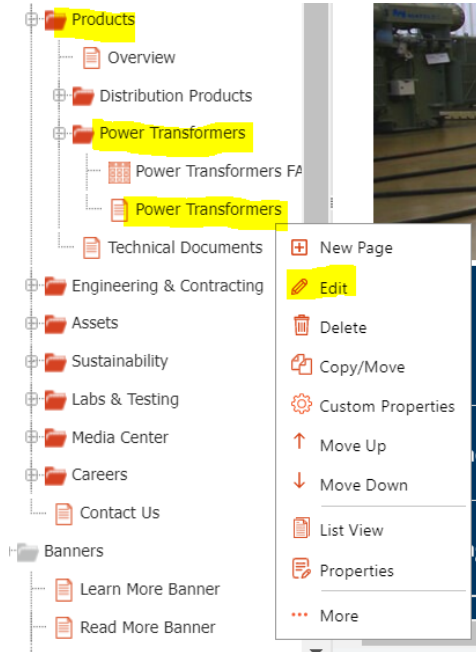 Products
Overview
Distribution Products
Power Transformers
Power Transformers FA
Power Transformers
Technical Documents
New Page
Engineering & Contracting
Edit
Assets
Delete
Sustainability
Copy/Move
Labs & Testing
Custom Properties
Media Center
Move Up
Careers
Move Down
Contact Us
List View
Banners
Properties
Learn More Banner
More
Read More Banner